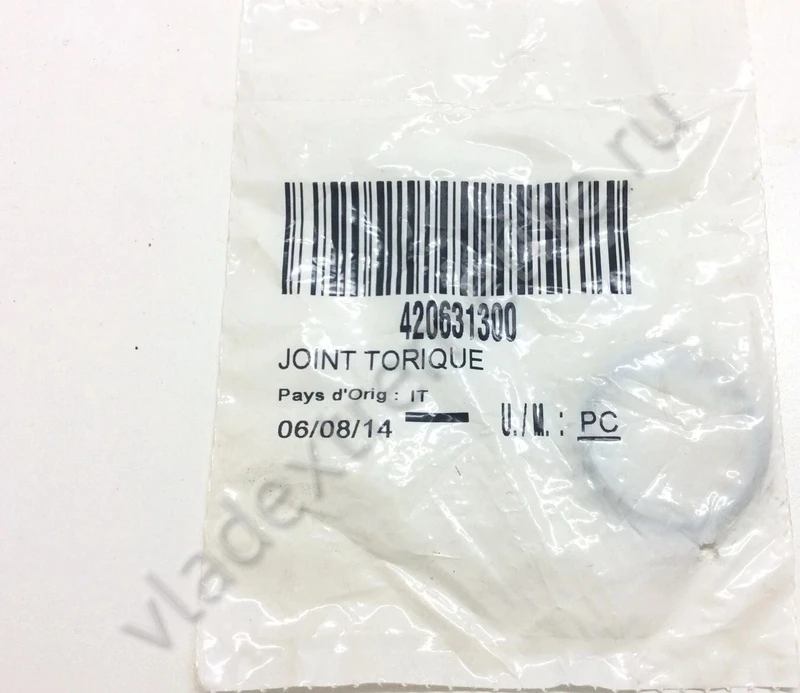 420631300
JOINT TORIQUE
Pays d'Orig : IT
06/08/14 U./M. : PC